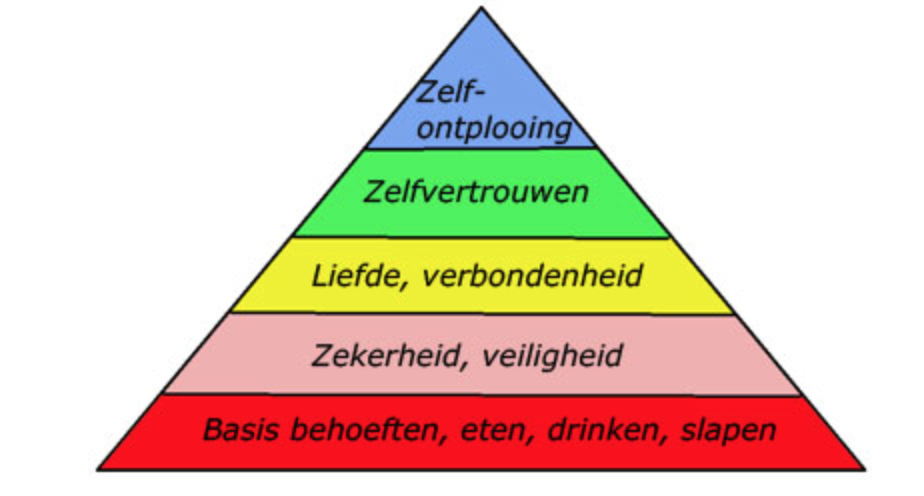 Zelf-
ontplooing
Zelfvertrouwen
Liefde, verbondenheid
Zekerheid, veiligheid
Basis behoeften, eten, drinken, slapen